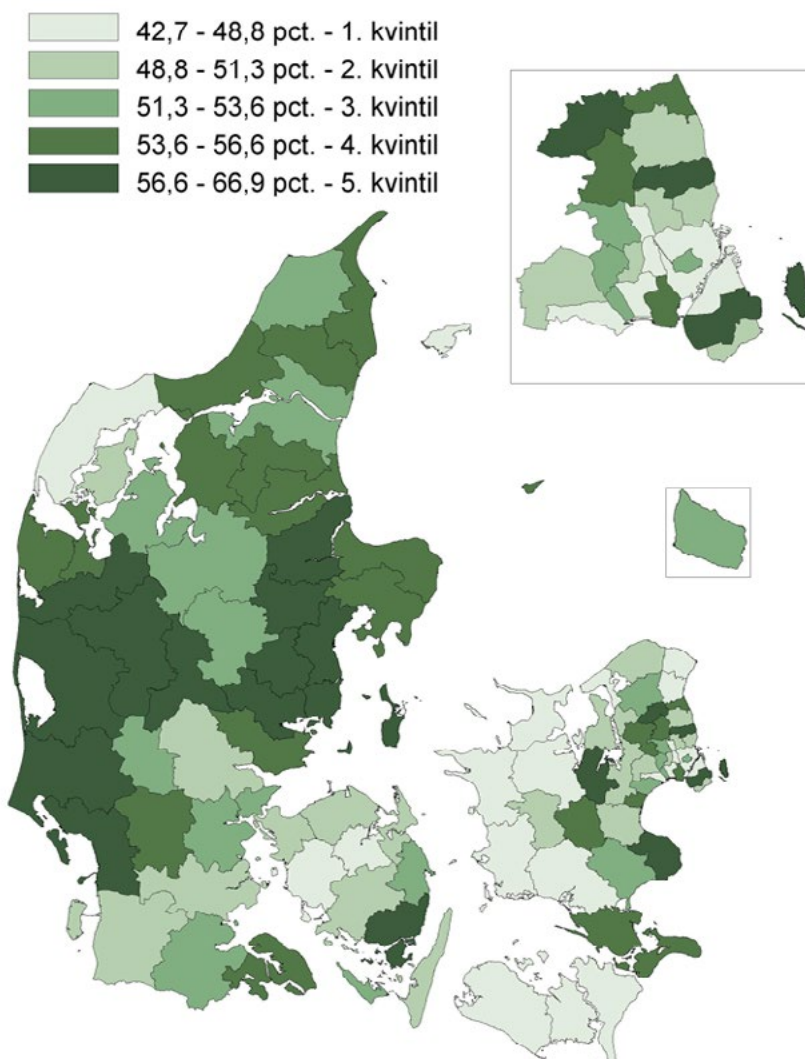 42,7 - 48,8 pct. - 1. kvintil
48,8 - 51,3 pct. - 2. kvintil
51,3 - 53,6 pct. - 3. kvintil
53,6 - 56,6 pct. - 4. kvintil
56,6 - 66,9 pct. - 5. kvintil